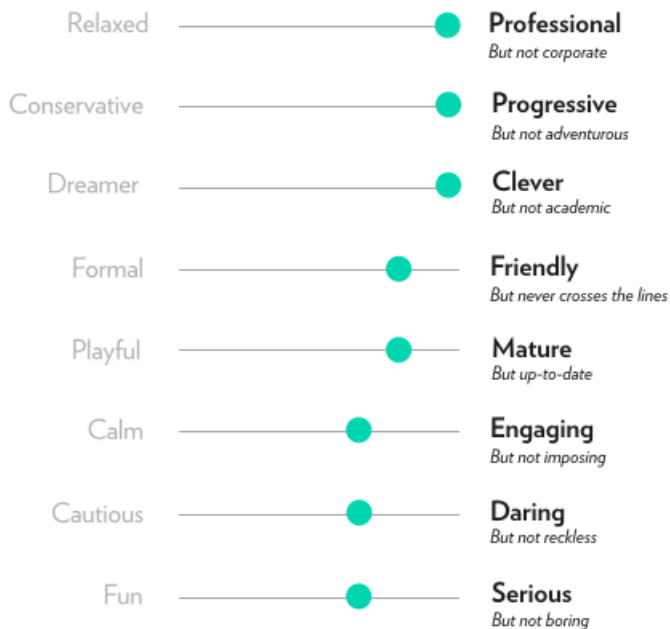 Relaxed
Professional
But not corporate
Conservative
Progressive
But not adventurous
Dreamer
Clever
But not academic
Formal
Friendly
But never crosses the lines
Playful
Mature
But up-to-date
Calm
Engaging
But not imposing
Cautious
Daring
But not reckless
Fun
Serious
But not boring